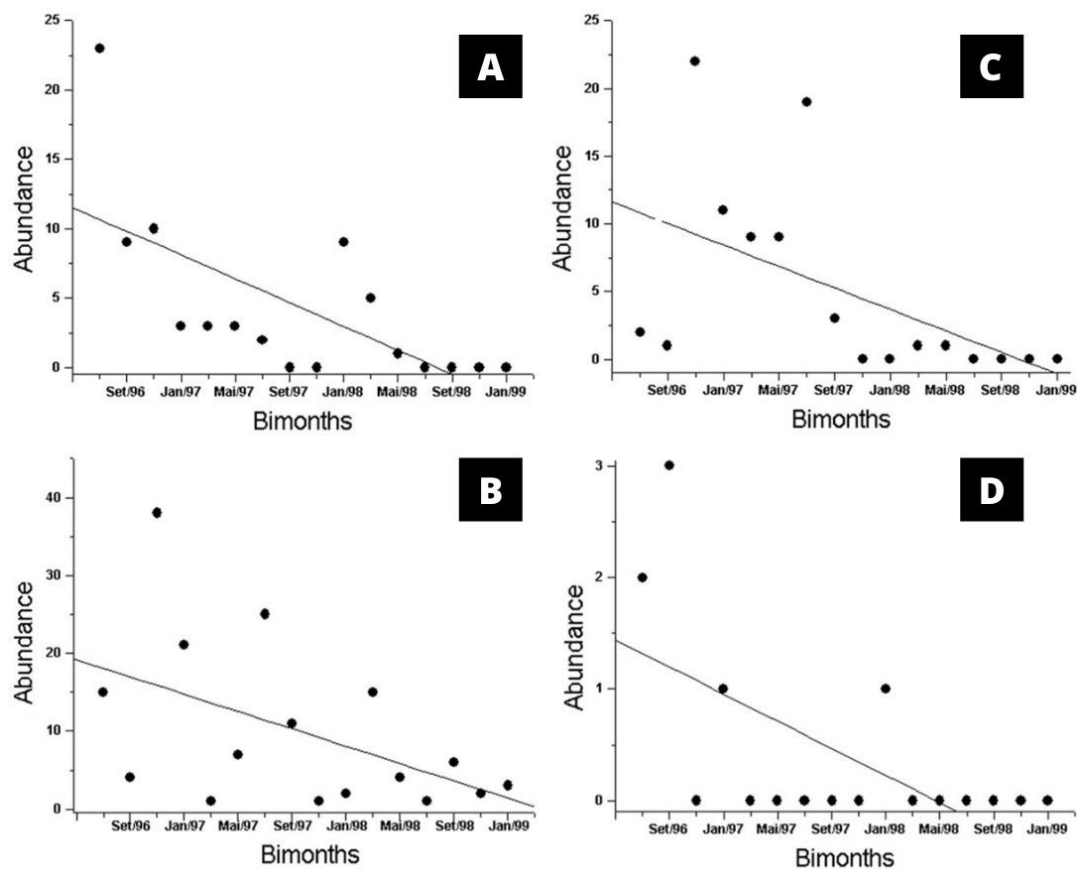 A
Abundance
25
20
15
10
5
0
Set/96 Jan/97 Mai/97 Set/97 Jan/98 Mai/98 Set/98 Jan/99
Bimonths
C
Abundance
25
20
15
10
5
0
Set/96 Jan/97 Mai/97 Set/97 Jan/98 Mai/98 Set/98 Jan/99
Bimonths
B
Abundance
40
30
20
10
0
Set/96 Jan/97 Mai/97 Set/97 Jan/98 Mai/98 Set/98 Jan/99
Bimonths
D
Abundance
3
2
1
0
Set/96 Jan/97 Mai/97 Set/97 Jan/98 Mai/98 Set/98 Jan/99
Bimonths